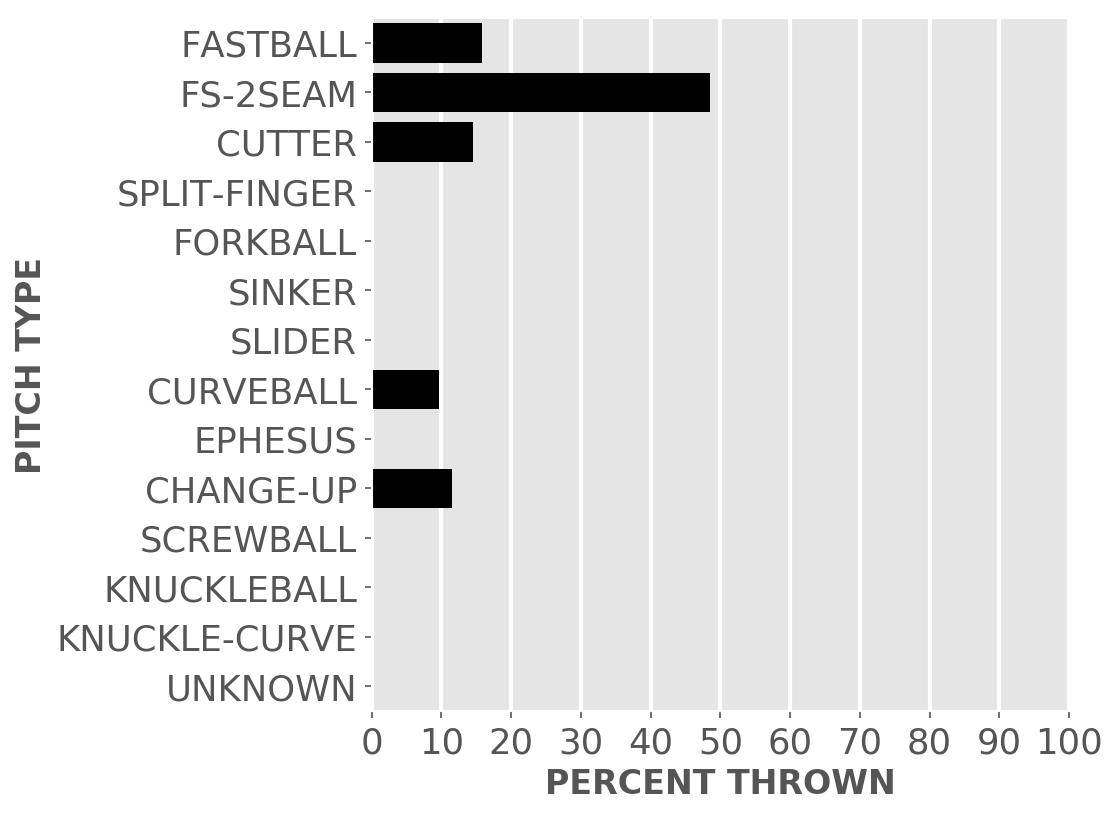 FASTBALL
FS-2SEAM
CUTTER
SPLIT-FINGER
FORKBALL
SINKER
SLIDER
CURVEBALL
EPHESUS
CHANGE-UP
SCREWBALL
KNUCKLEBALL
KNUCKLE-CURVE
UNKNOWN
PITCH TYPE
0 10 20 30 40 50 60 70 80 90 100
PERCENT THROWN